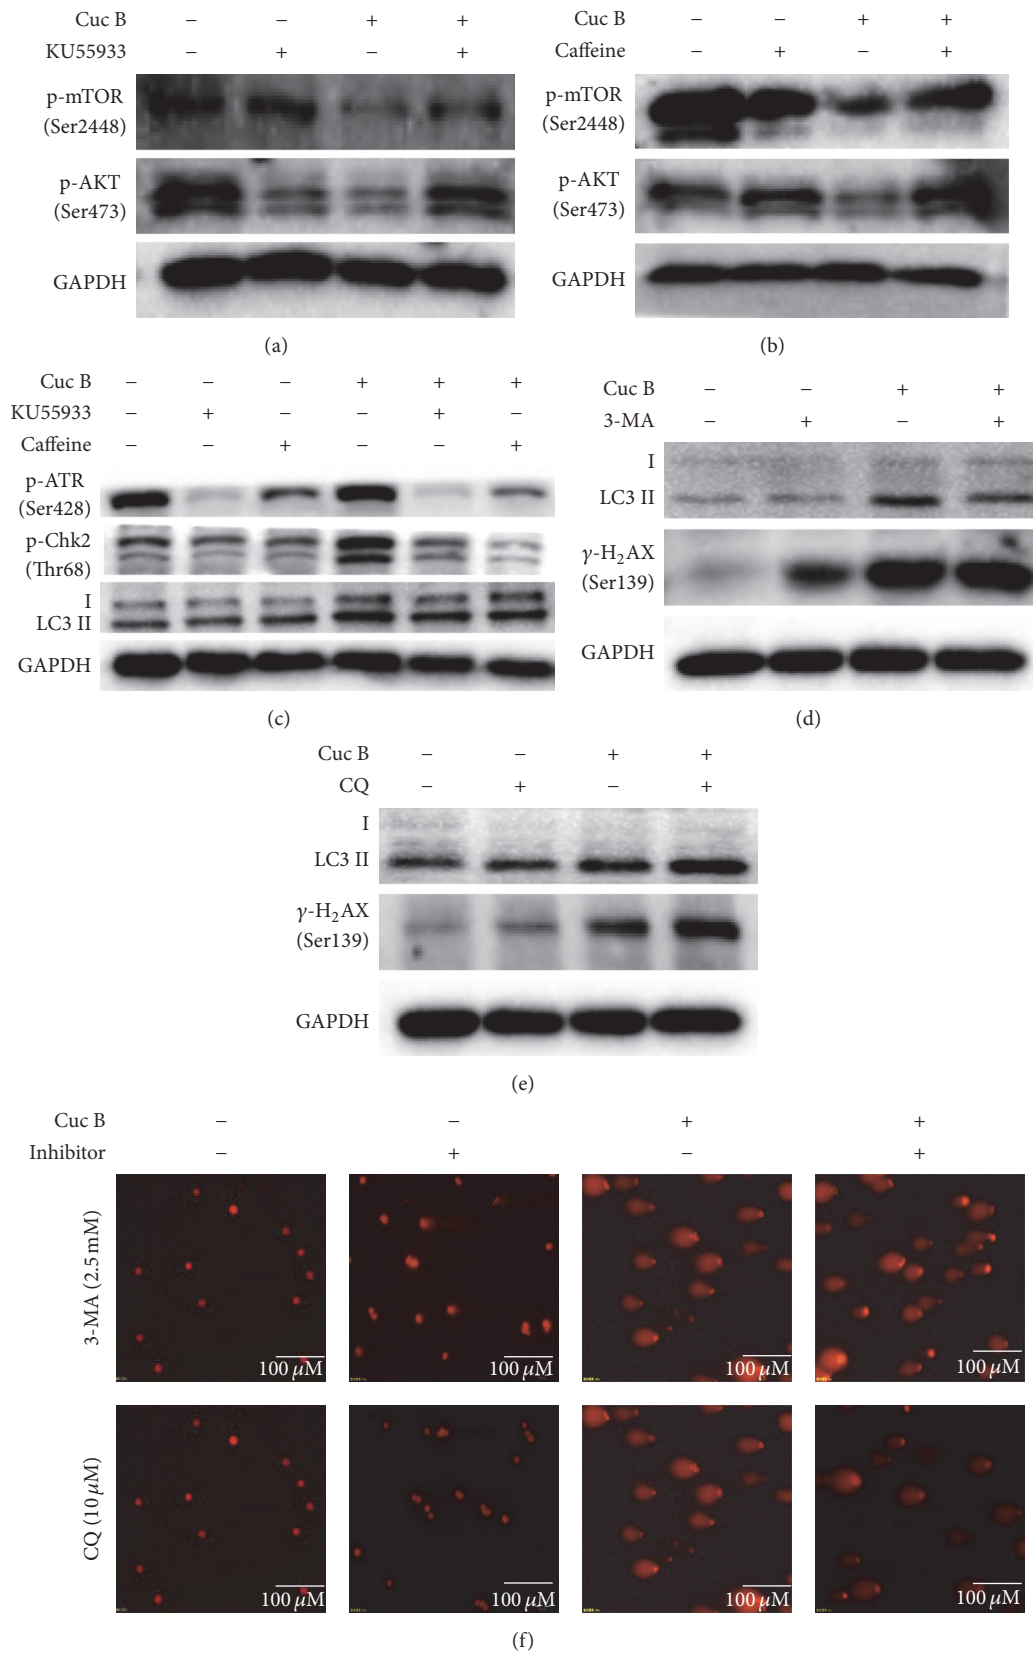 Cuc B − − + +
KU55933 − + − +
p-mTOR
(Ser2448)
p-AKT
(Ser473)
GAPDH
(a)
Cuc B − − + +
Caffeine − + − +
p-mTOR
(Ser2448)
p-AKT
(Ser473)
GAPDH
(b)
Cuc B − − − + + +
KU55933 − + − − + −
Caffeine − − + − − +
p-ATR
(Ser428)
p-Chk2
(Thr68)
I
LC3 II
GAPDH
(c)
Cuc B − − + +
3-MA − + − +
I
LC3 II
γ-H₂AX
(Ser139)
GAPDH
(d)
Cuc B − − + +
CQ − + − +
I
LC3 II
γ-H₂AX
(Ser139)
GAPDH
(e)
Cuc B − − + +
Inhibitor − + − +
3-MA (2.5 mM)
100 μM 100 μM 100 μM 100 μM
CQ (10 μM)
100 μM 100 μM 100 μM 100 μM
(f)